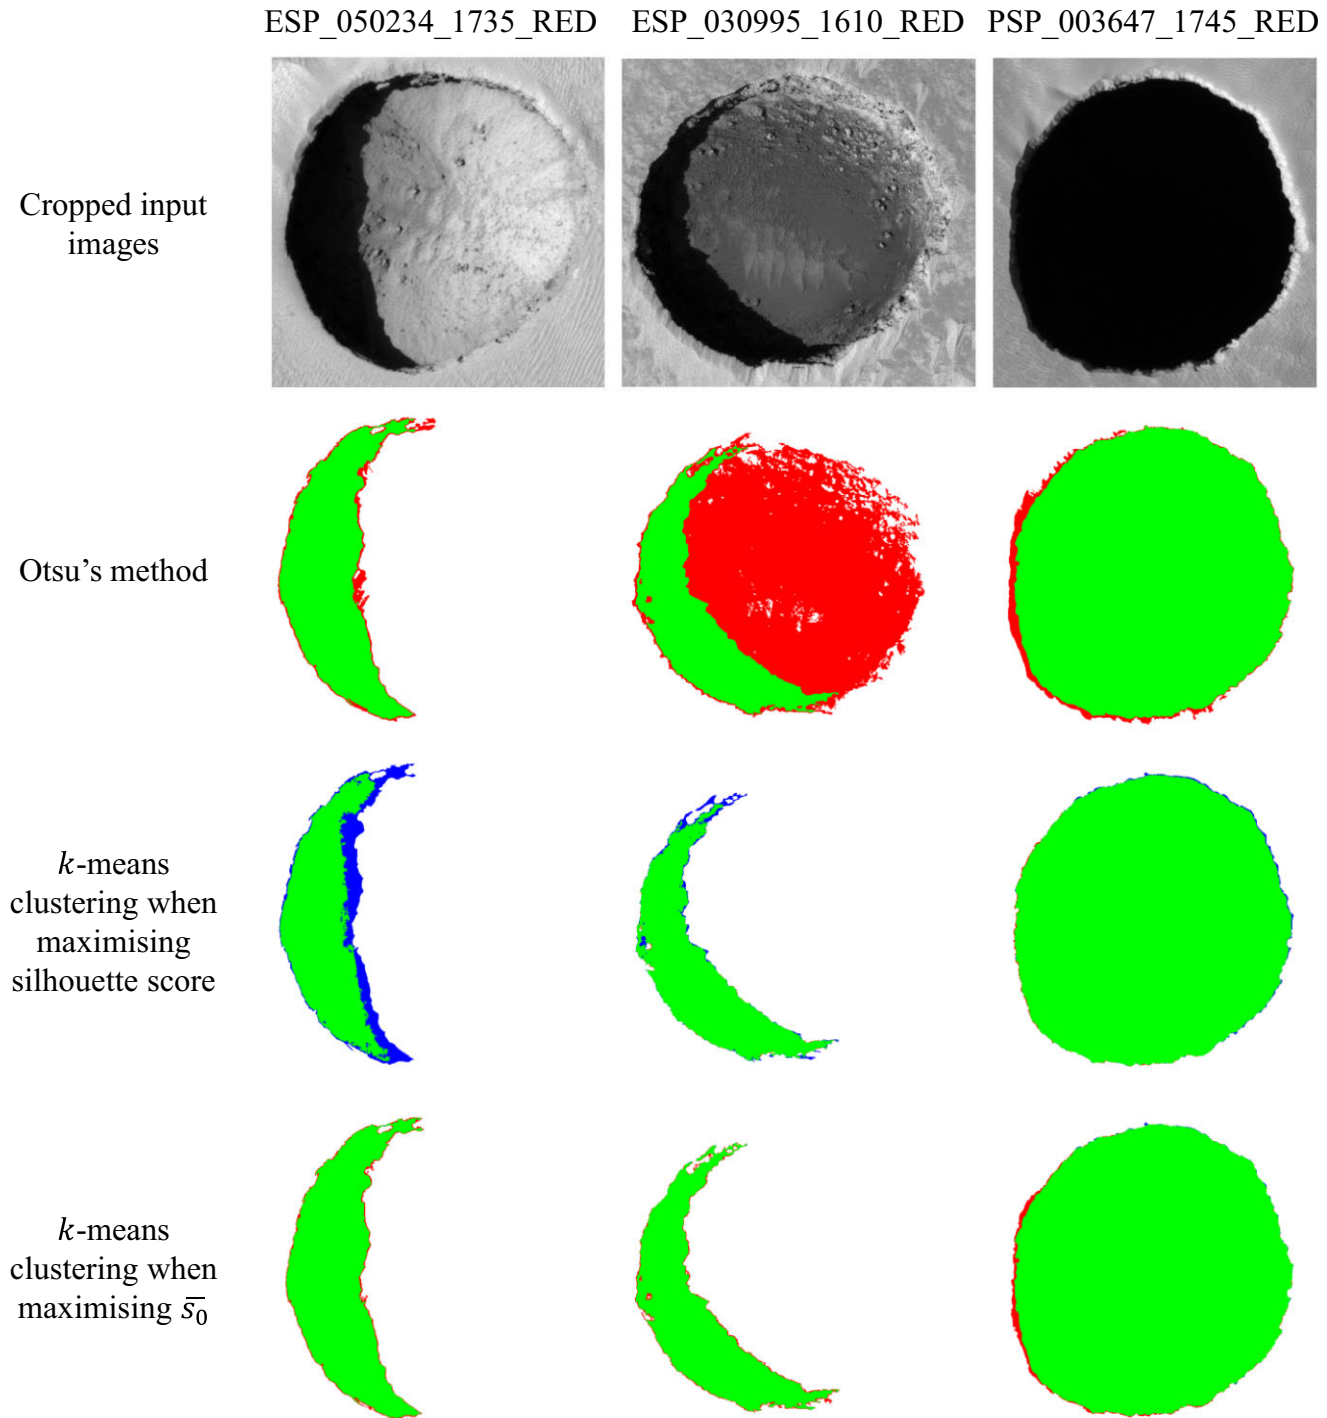 ESP_050234_1735_RED
ESP_030995_1610_RED
PSP_003647_1745_RED
Cropped input
images
Otsu’s method
𝑘-means
clustering when
maximising
silhouette score
𝑘-means
clustering when
maximising s̅₀